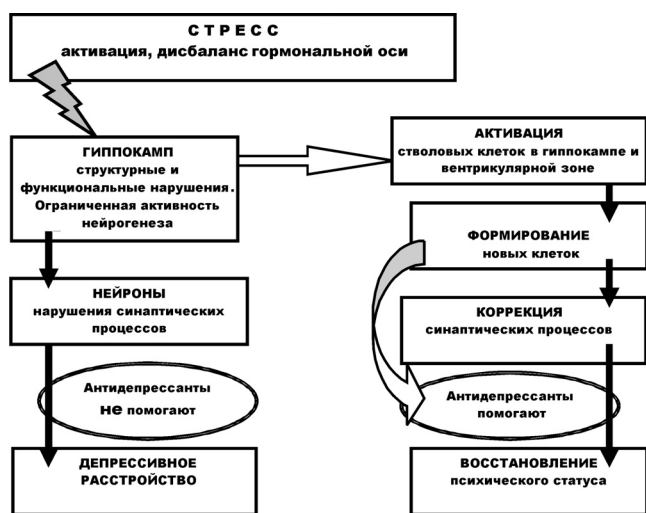 С Т Р Е С С
активация, дисбаланс гормональной оси
ГИППОКАМП
структурные и
функциональные нарушения.
Ограниченная активность
нейрогенеза
АКТИВАЦИЯ
стволовых клеток в гиппокампе и
вентрикулярной зоне
ФОРМИРОВАНИЕ
новых клеток
НЕЙРОНЫ
нарушения синаптических
процессов
КОРРЕКЦИЯ
синаптических процессов
Антидепрессанты
не помогают
Антидепрессанты
помогают
ДЕПРЕССИВНОЕ
РАССТРОЙСТВО
ВОССТАНОВЛЕНИЕ
психического статуса